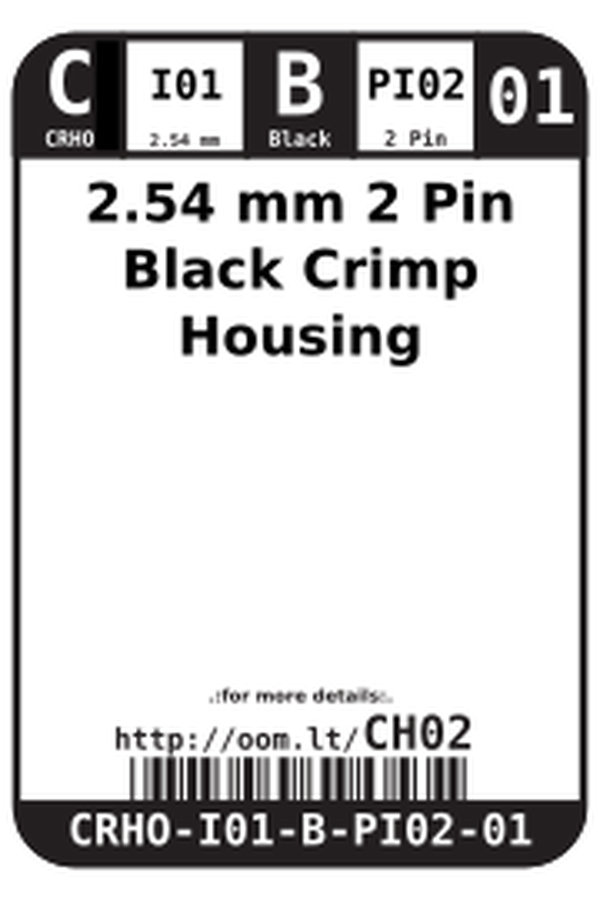 C I01 B PI02 01
CRHO 2.54 mm Black 2 Pin
2.54 mm 2 Pin
Black Crimp
Housing
.:for more details:.
http://oom.lt/CH02
CRHO-I01-B-PI02-01